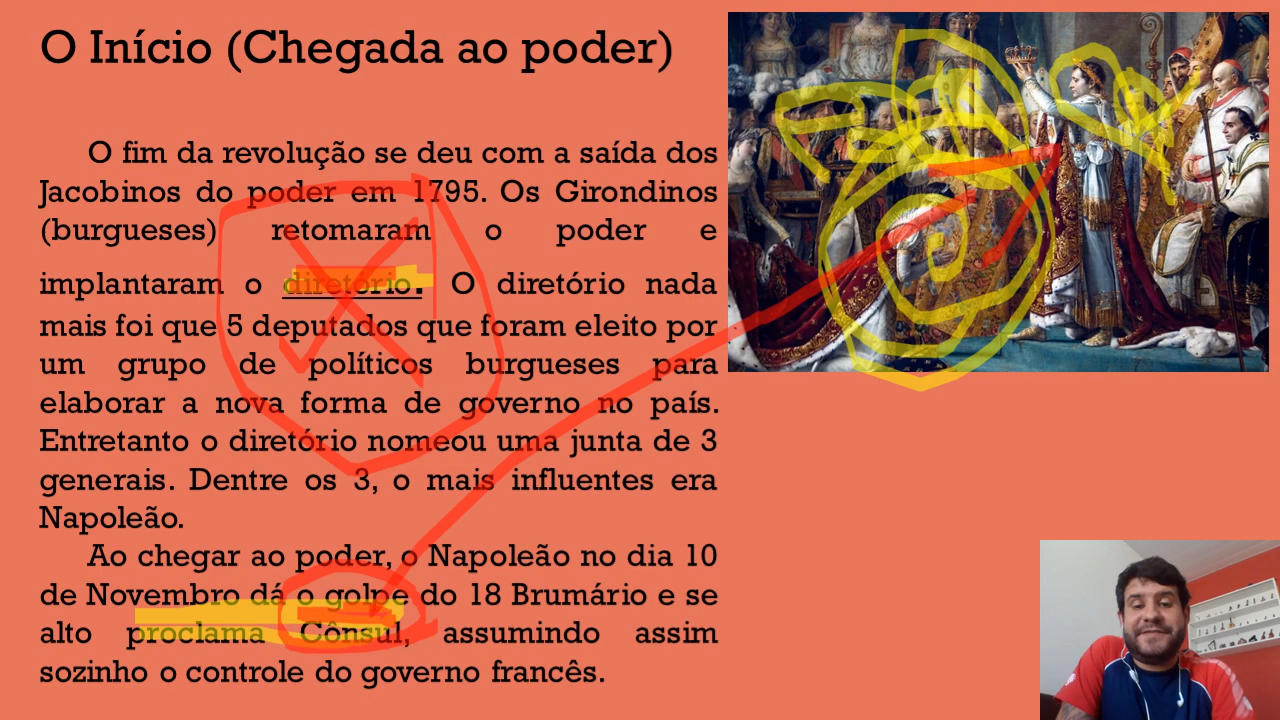 O Início (Chegada ao poder)
O fim da revolução se deu com a saída dos
Jacobinos do poder em 1795. Os Girondinos
(burgueses) retomaram o poder e
implantaram o diretório. O diretório nada
mais foi que 5 deputados que foram eleito por
um grupo de políticos burgueses para
elaborar a nova forma de governo no país.
Entretanto o diretório nomeou uma junta de 3
generais. Dentre os 3, o mais influentes era
Napoleão.
Ao chegar ao poder, o Napoleão no dia 10
de Novembro dá o golpe do 18 Brumário e se
alto proclama Cônsul, assumindo assim
sozinho o controle do governo francês.